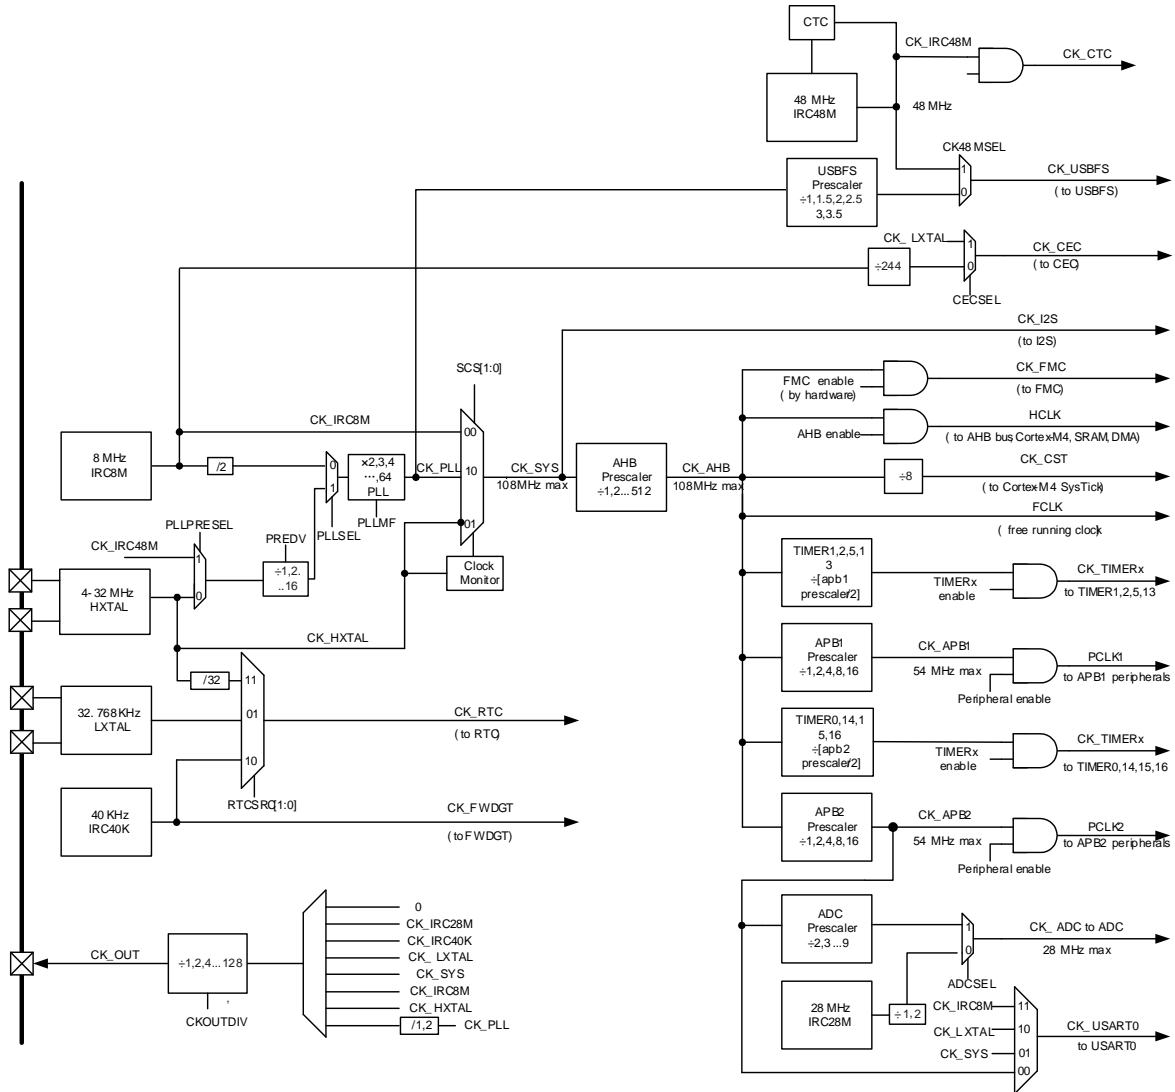 CTC
CK_IRC48M
CK_CTC
48 MHz
IRC48M
48 MHz
CK48MSEL
1
0
CK_USBFS
(to USBFS)
USBFS
Prescaler
÷1,1.5,2,2.5
3,3.5
CK_ LXTAL
÷244
1
0
CK_CEC
(to CEC)
CECSEL
CK_I2S
(to I2S)
SCS[1:0]
FMC enable
( by hardware)
CK_FMC
(to FMC)
AHB enable
HCLK
( to AHB bus,Cortex-M4, SRAM, DMA)
CK_IRC8M
00
8 MHz
IRC8M
/2
0
1
×2,3,4
…,64
PLL
CK_PLL
10
CK_SYS
108MHz max
AHB
Prescaler
÷1,2...512
CK_AHB
108MHz max
÷8
CK_CST
(to Cortex-M4 SysTick)
PLLSEL
PLLMF
01
FCLK
( free running clock)
PLLPRESEL
CK_IRC48M
1
0
PREDV
÷1,2.
..16
Clock
Monitor
4-32 MHz
HXTAL
TIMER1,2,5,1
3
÷[apb1
prescaler/2]
TIMERx
enable
CK_TIMERx
to TIMER1,2,5,13
CK_HXTAL
/32
11
APB1
Prescaler
÷1,2,4,8,16
CK_APB1
54 MHz max
Peripheral enable
PCLK1
to APB1 peripherals
32. 768KHz
LXTAL
01
CK_RTC
(to RTC)
10
TIMER0,14,1
5,16
÷[apb2
prescaler/2]
TIMERx
enable
CK_TIMERx
to TIMER0,14,15,16
RTCSRC[1:0]
40 KHz
IRC40K
CK_FWDGT
(to FWDGT)
APB2
Prescaler
÷1,2,4,8,16
CK_APB2
54 MHz max
Peripheral enable
PCLK2
to APB2 peripherals
0
CK_IRC28M
CK_IRC40K
CK_ LXTAL
CK_SYS
CK_IRC8M
CK_HXTAL
/1,2
CK_PLL
CK_OUT
÷1,2,4...128
,
CKOUTDIV
ADC
Prescaler
÷2,3...9
1
0
CK_ ADC to ADC
28 MHz max
ADCSEL
28 MHz
IRC28M
÷1,2
CK_IRC8M
11
CK_LXTAL
10
CK_SYS
01
00
CK_USART0
to USART0